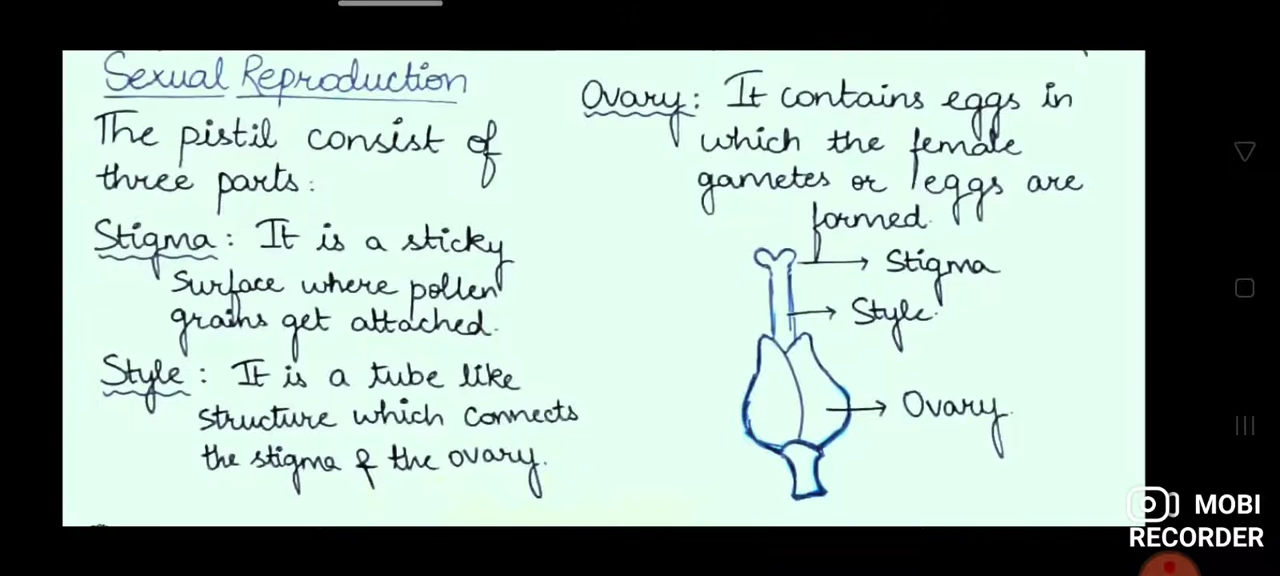 Sexual Reproduction
The pistil consist of
three parts:
Stigma: It is a sticky
Surface where pollen
grains get attached.
Style: It is a tube like
structure which connects
the stigma & the ovary.
Ovary: It contains eggs in
which the female
gametes or eggs are
formed.
Stigma
Style
Ovary.
MOBI
RECORDER